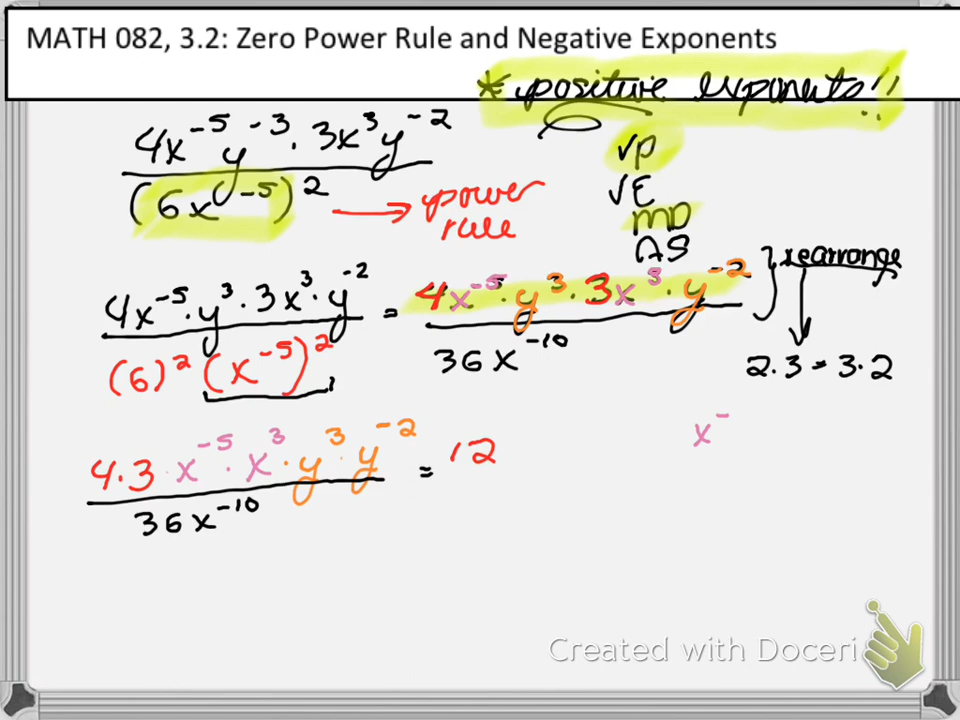 MATH 082, 3.2: Zero Power Rule and Negative Exponents
* positive exponents!!
4x⁻⁵y⁻³ · 3x³y⁻²
(6x⁻⁵)² → power rule
√P
√E
MD
AS
4x⁻⁵ · y³ · 3x³ · y⁻² = 4x⁻⁵ · y³ · 3x³ · y⁻² } rearrange
(6)² (x⁻⁵)² 36x⁻¹⁰ 2.3 = 3.2
x⁻
4.3 · x⁻⁵ · x³ · y³ · y⁻² = 12
36x⁻¹⁰
Created with Doceri